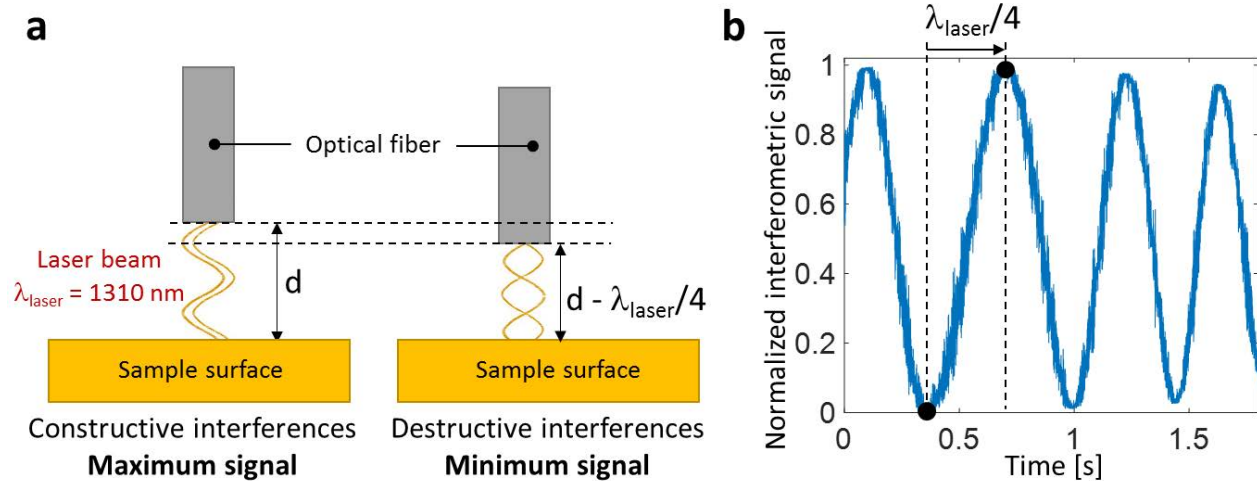 a
Optical fiber
Laser beam
λlaser = 1310 nm
d
d - λlaser/4
Sample surface
Sample surface
Constructive interferences
Maximum signal
Destructive interferences
Minimum signal
b
λlaser/4
Normalized interferometric signal
1
0.8
0.6
0.4
0.2
0
0
0.5
1
1.5
Time [s]